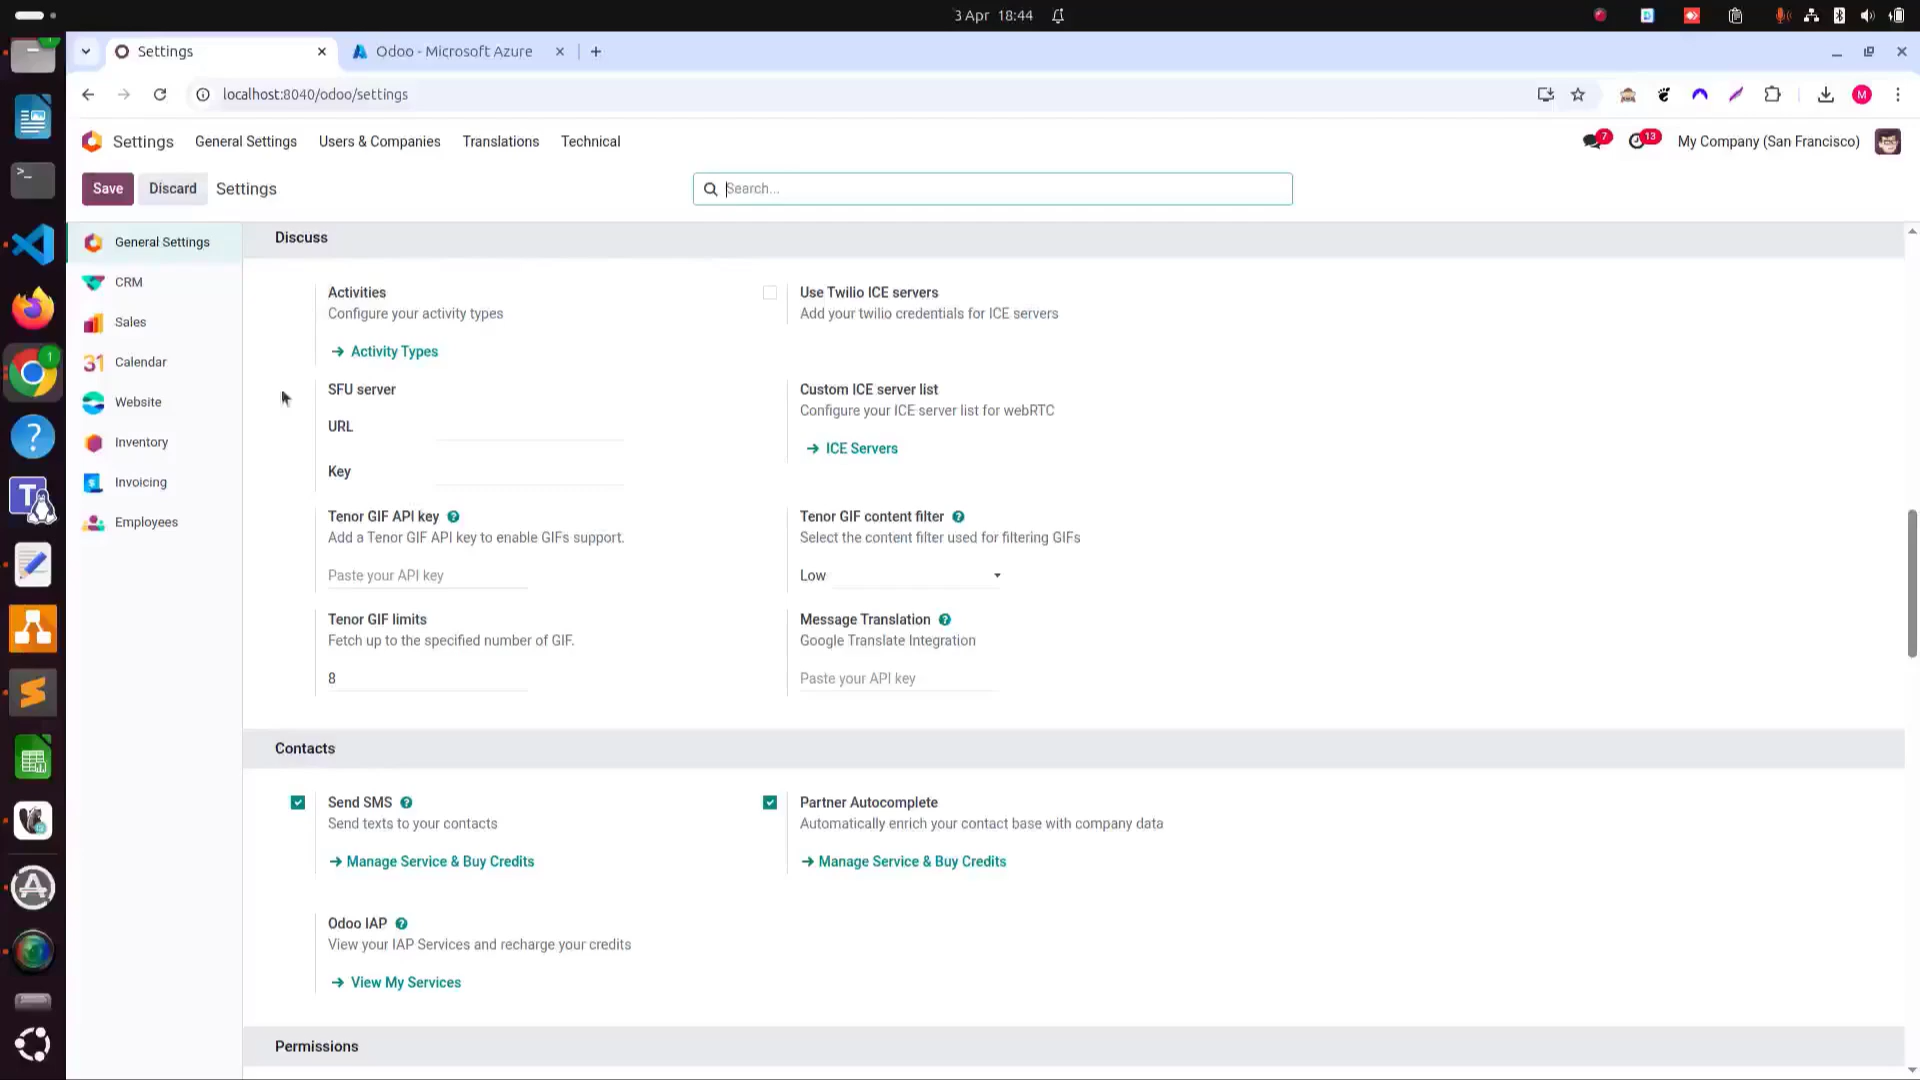 3 Apr 18:44
Settings
Odoo - Microsoft Azure
localhost:8040/odoo/settings
M
Settings
General Settings
Users & Companies
Translations
Technical
7
13
My Company (San Francisco)
Save
Discard
Settings
Search...
General Settings
CRM
Sales
31 Calendar
Website
Inventory
Invoicing
Employees
Discuss
Activities
Configure your activity types
→ Activity Types
Use Twilio ICE servers
Add your twilio credentials for ICE servers
SFU server
URL
Key
Custom ICE server list
Configure your ICE server list for webRTC
→ ICE Servers
Tenor GIF API key ?
Add a Tenor GIF API key to enable GIFs support.
Paste your API key
Tenor GIF content filter ?
Select the content filter used for filtering GIFs
Low
Tenor GIF limits
Fetch up to the specified number of GIF.
8
Message Translation ?
Google Translate Integration
Paste your API key
Contacts
Send SMS ?
Send texts to your contacts
→ Manage Service & Buy Credits
Partner Autocomplete
Automatically enrich your contact base with company data
→ Manage Service & Buy Credits
Odoo IAP ?
View your IAP Services and recharge your credits
→ View My Services
Permissions